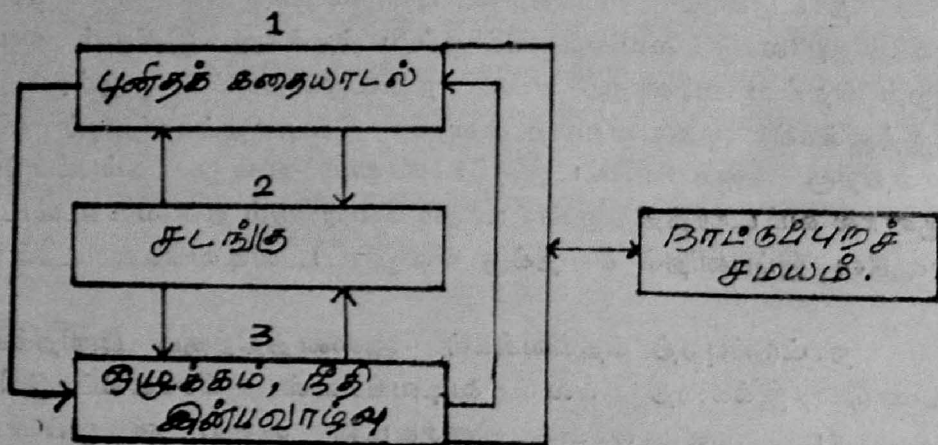 1
புனிதக் கதையாடல்
2
சடங்கு
3
ஒழுக்கம், நீதி
இன்பவாழ்வு
நாட்டுப்புறச்
சமயம்.